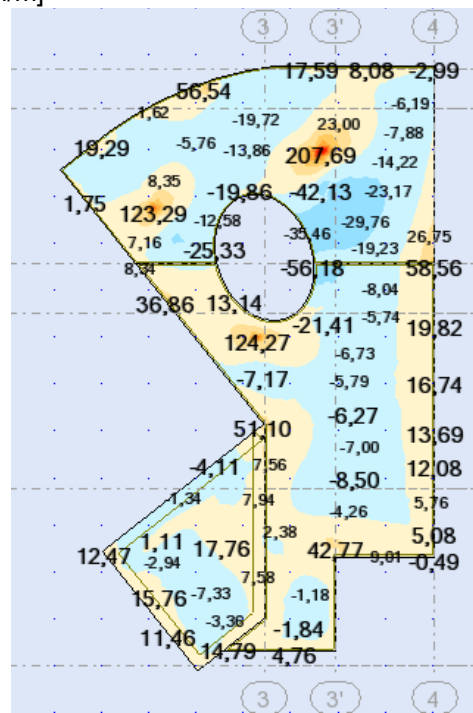 3 3' 4
17,59 8,08 -2,99
56,54
-6,19
1,62
-19,72 23,00
-7,88
-5,76
19,29 -13,86 207,69
-14,22
8,35
-19,86 -42,13 -23,17
1,75
123,29
-12,58 -29,76
-35,46 26,75
7,16 -25,33 -19,23
8,34 -56,18 58,56
-8,04
36,86 13,14
-5,74
-21,41 19,82
124,27
-6,73
-7,17 -5,79 16,74
-6,27
51,10 13,69
-7,00
-4,11 7,56 12,08
-8,50
-1,34 7,94 5,76
-4,26
2,38 5,08
1,11 17,76 42,77
12,47 9,01 -0,49
-2,94
7,58
15,76 -7,33 -1,18
-3,36
11,46 -1,84
14,79 4,76
3 3' 4